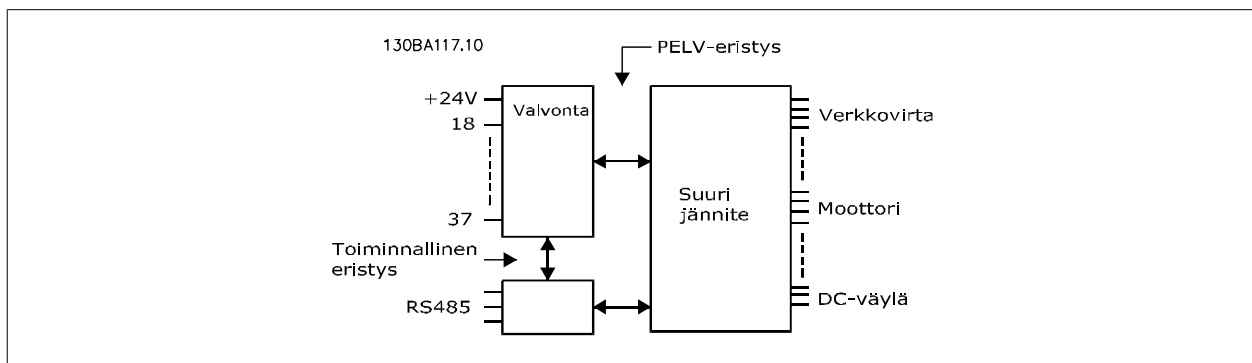 130BA117.10
PELV-eristys
+24V
Valvonta
18
Verkkovirta
Suuri
jännite
37
Moottori
Toiminnallinen
eristys
RS485
DC-väylä